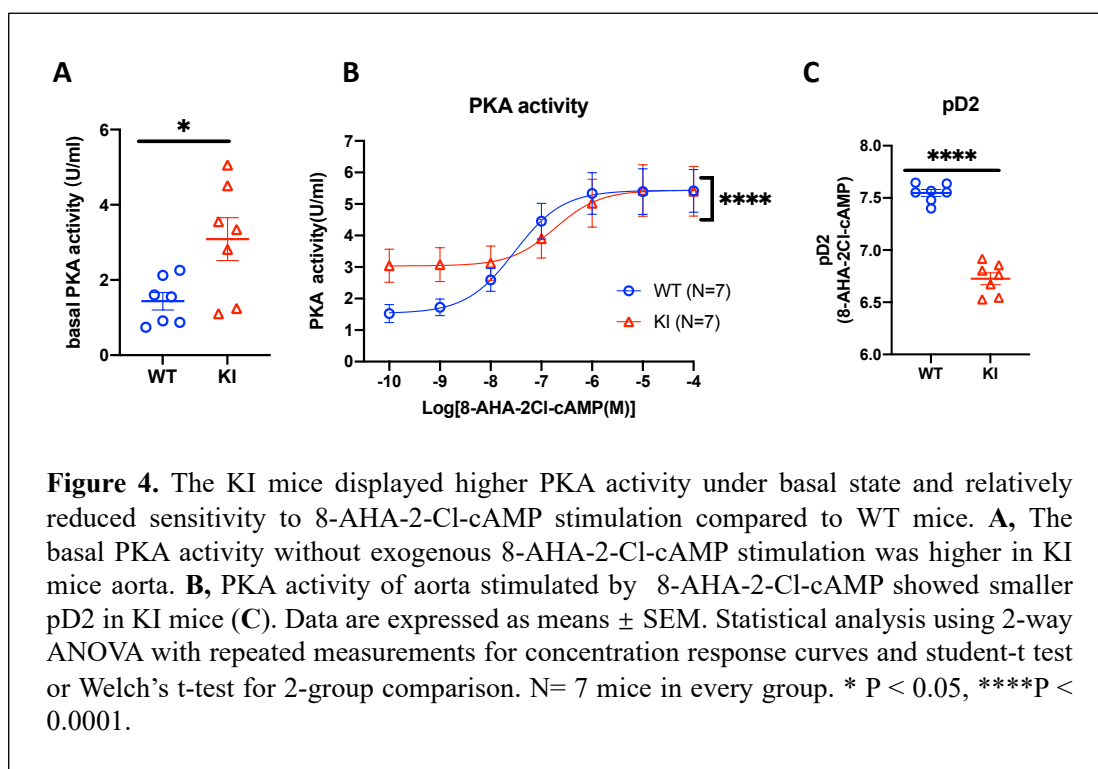 A
B
C
PKA activity
pD2
*
6
4
2
0
basal PKA activity (U/ml)
WT
KI
7
6
5
4
3
2
1
0
PKA activity(U/ml)
****
WT (N=7)
KI (N=7)
-10
-9
-8
-7
-6
-5
-4
Log[8-AHA-2Cl-cAMP(M)]
****
8.0
7.5
7.0
6.5
6.0
pD2
(8-AHA-2Cl-cAMP)
WT
KI
Figure 4. The KI mice displayed higher PKA activity under basal state and relatively
reduced sensitivity to 8-AHA-2-Cl-cAMP stimulation compared to WT mice. A, The
basal PKA activity without exogenous 8-AHA-2-Cl-cAMP stimulation was higher in KI
mice aorta. B, PKA activity of aorta stimulated by 8-AHA-2-Cl-cAMP showed smaller
pD2 in KI mice (C). Data are expressed as means ± SEM. Statistical analysis using 2-way
ANOVA with repeated measurements for concentration response curves and student-t test
or Welch's t-test for 2-group comparison. N= 7 mice in every group. * P < 0.05, ****P <
0.0001.